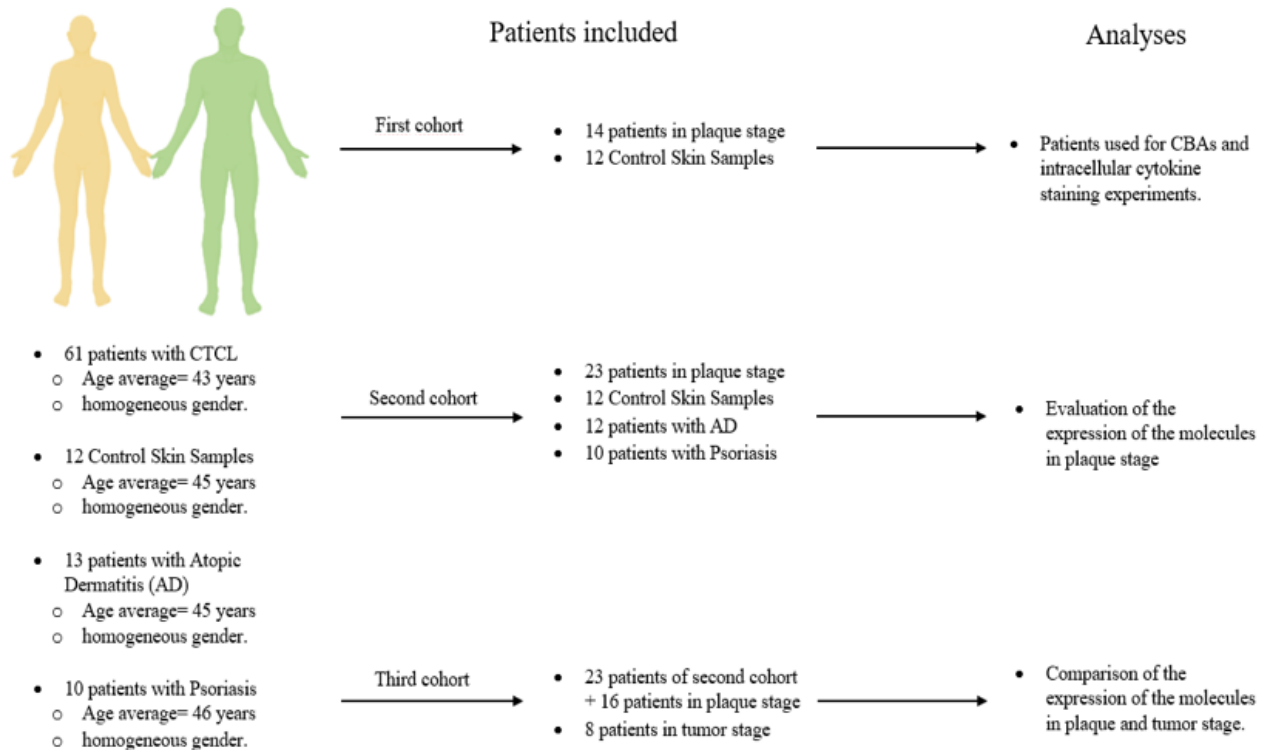 Patients included
Analyses
First cohort
• 14 patients in plaque stage
• 12 Control Skin Samples
• Patients used for CBAs and
intracellular cytokine
staining experiments.
• 61 patients with CTCL
o Age average= 43 years
o homogeneous gender.
• 12 Control Skin Samples
o Age average= 45 years
o homogeneous gender.
• 13 patients with Atopic
Dermatitis (AD)
o Age average= 45 years
o homogeneous gender.
• 10 patients with Psoriasis
o Age average= 46 years
o homogeneous gender.
Second cohort
• 23 patients in plaque stage
• 12 Control Skin Samples
• 12 patients with AD
• 10 patients with Psoriasis
• Evaluation of the
expression of the molecules
in plaque stage
Third cohort
• 23 patients of second cohort
+ 16 patients in plaque stage
• 8 patients in tumor stage
• Comparison of the
expression of the molecules
in plaque and tumor stage.